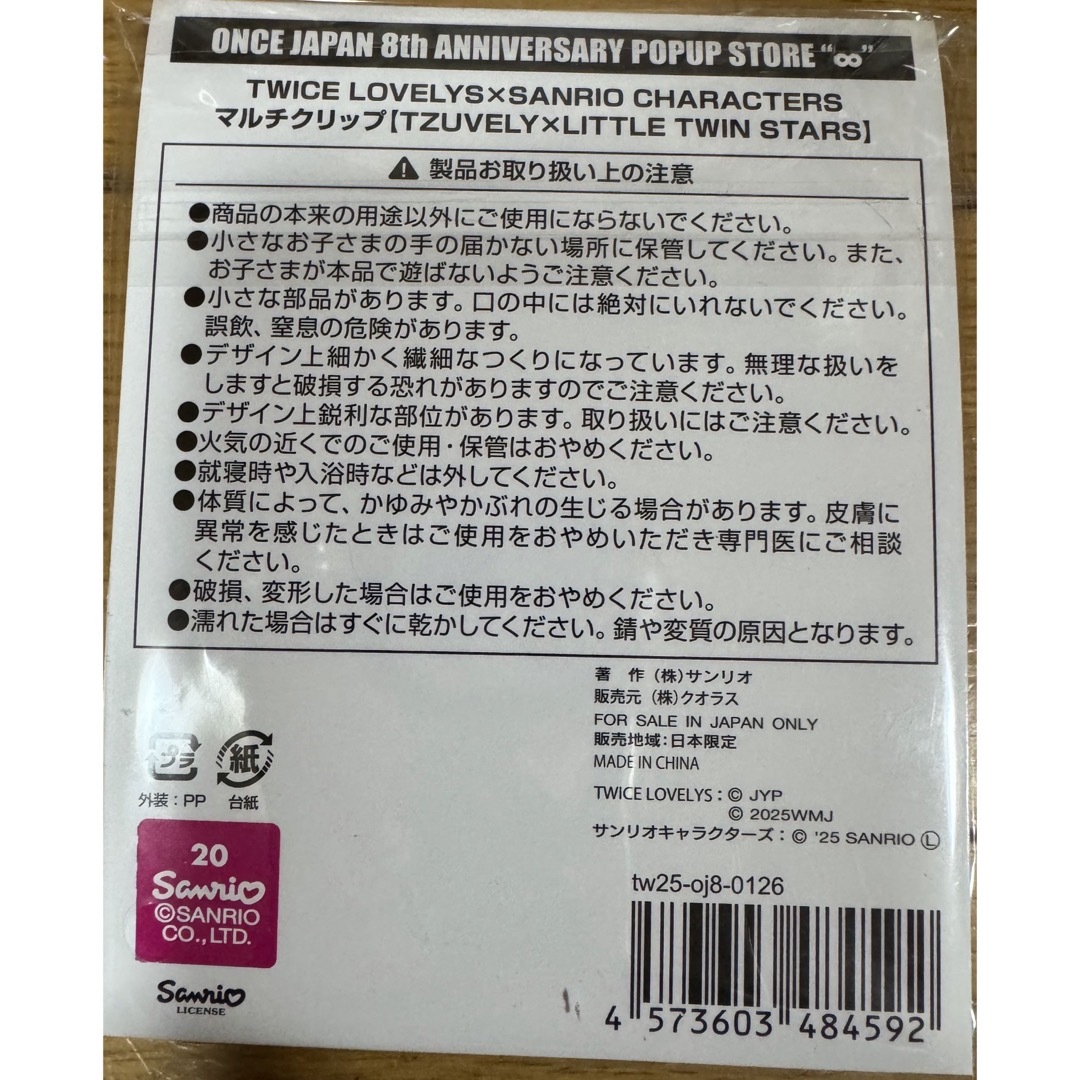 ONCE JAPAN 8th ANNIVERSARY POPUP STORE “∞”
TWICE LOVELYS×SANRIO CHARACTERS
マルチクリップ【TZUVELY×LITTLE TWIN STARS】
⚠ 製品お取り扱い上の注意
●商品の本来の用途以外にご使用にならないでください。
●小さなお子さまの手の届かない場所に保管してください。また、
お子さまが本品で遊ばないようご注意ください。
●小さな部品があります。口の中には絶対にいれないでください。
誤飲、窒息の危険があります。
●デザイン上細かく繊細なつくりになっています。無理な扱いを
しますと破損する恐れがありますのでご注意ください。
●デザイン上鋭利な部位があります。取り扱いにはご注意ください。
●火気の近くでのご使用・保管はおやめください。
●就寝時や入浴時などは外してください。
●体質によって、かゆみやかぶれの生じる場合があります。皮膚に
異常を感じたときはご使用をおやめいただき専門医にご相談
ください。
●破損、変形した場合はご使用をおやめください。
●濡れた場合はすぐに乾かしてください。錆や変質の原因となります。
著 作 (株)サンリオ
販売元 (株)クオラス
FOR SALE IN JAPAN ONLY
販売地域:日本限定
MADE IN CHINA
TWICE LOVELYS : © JYP
© 2025WMJ
サンリオキャラクターズ : © '25 SANRIO Ⓛ
プラ
紙
外装 : PP
台紙
20
Sanrio
©SANRIO
CO.,LTD.
Sanrio
LICENSE
tw25-oj8-0126
4 573603 484592